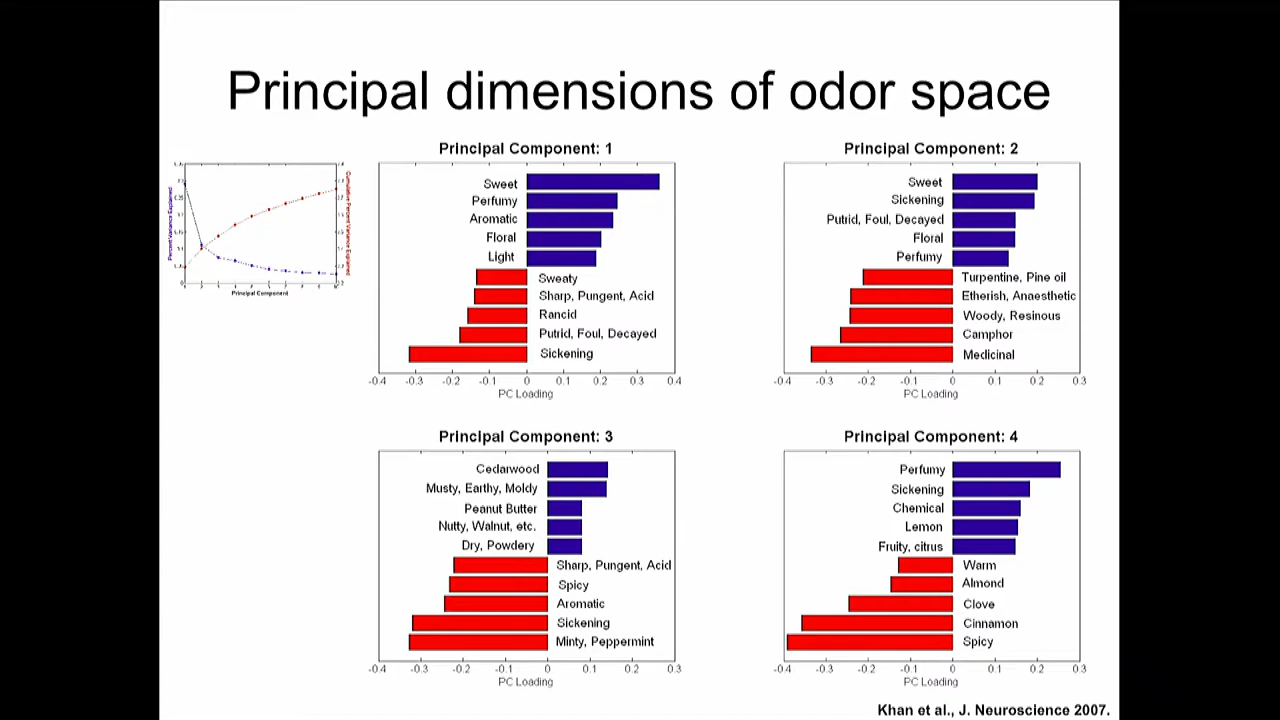 Principal dimensions of odor space
Percent Variance Explained
Cumulative Percent Variance Explained
Principal Component
Principal Component: 1
Sweet
Perfumy
Aromatic
Floral
Light
Sweaty
Sharp, Pungent, Acid
Rancid
Putrid, Foul, Decayed
Sickening
-0.4 -0.3 -0.2 -0.1 0 0.1 0.2 0.3 0.4
PC Loading
Principal Component: 2
Sweet
Sickening
Putrid, Foul, Decayed
Floral
Perfumy
Turpentine, Pine oil
Etherish, Anaesthetic
Woody, Resinous
Camphor
Medicinal
-0.4 -0.3 -0.2 -0.1 0 0.1 0.2 0.3
PC Loading
Principal Component: 3
Cedarwood
Musty, Earthy, Moldy
Peanut Butter
Nutty, Walnut, etc.
Dry, Powdery
Sharp, Pungent, Acid
Spicy
Aromatic
Sickening
Minty, Peppermint
-0.4 -0.3 -0.2 -0.1 0 0.1 0.2 0.3
PC Loading
Principal Component: 4
Perfumy
Sickening
Chemical
Lemon
Fruity, citrus
Warm
Almond
Clove
Cinnamon
Spicy
-0.4 -0.3 -0.2 -0.1 0 0.1 0.2 0.3
PC Loading
Khan et al., J. Neuroscience 2007.